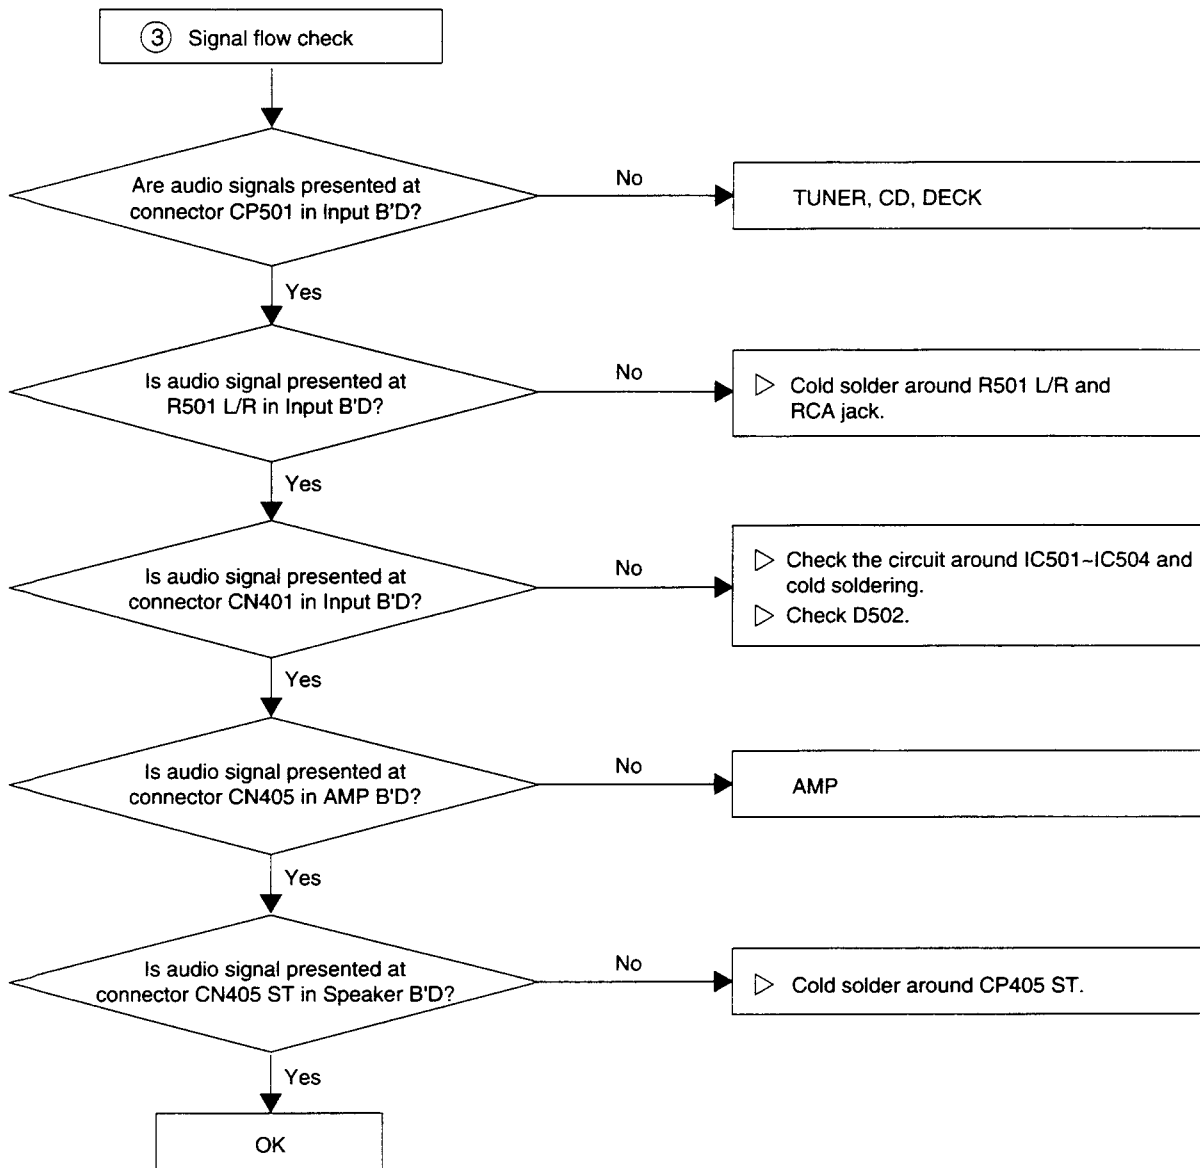 ③ Signal flow check
Are audio signals presented at
connector CP501 in Input B'D?
No
TUNER, CD, DECK
Yes
Is audio signal presented at
R501 L/R in Input B'D?
No
▷ Cold solder around R501 L/R and
RCA jack.
Yes
Is audio signal presented at
connector CN401 in Input B'D?
No
▷ Check the circuit around IC501~IC504 and
cold soldering.
▷ Check D502.
Yes
Is audio signal presented at
connector CN405 in AMP B'D?
No
AMP
Yes
Is audio signal presented at
connector CN405 ST in Speaker B'D?
No
▷ Cold solder around CP405 ST.
Yes
OK